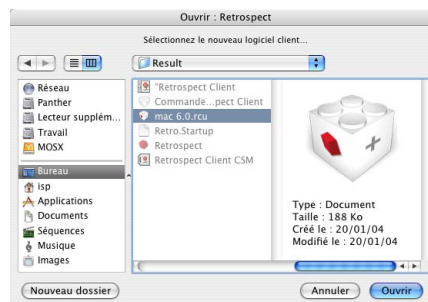 Ouvrir : Retrospect
Sélectionnez le nouveau logiciel client...
Result
Réseau
Panther
Lecteur supplém...
Travail
MOSX
Bureau
isp
Applications
Documents
Séquences
Musique
Images
"Retrospect Client
Commande...pect Client
mac 6.0.rcu
Retro.Startup
Retrospect
Retrospect Client CSM
Type : Document
Taille : 188 Ko
Créé le : 20/01/04
Modifié le : 20/01/04
Nouveau dossier
Annuler
Ouvrir